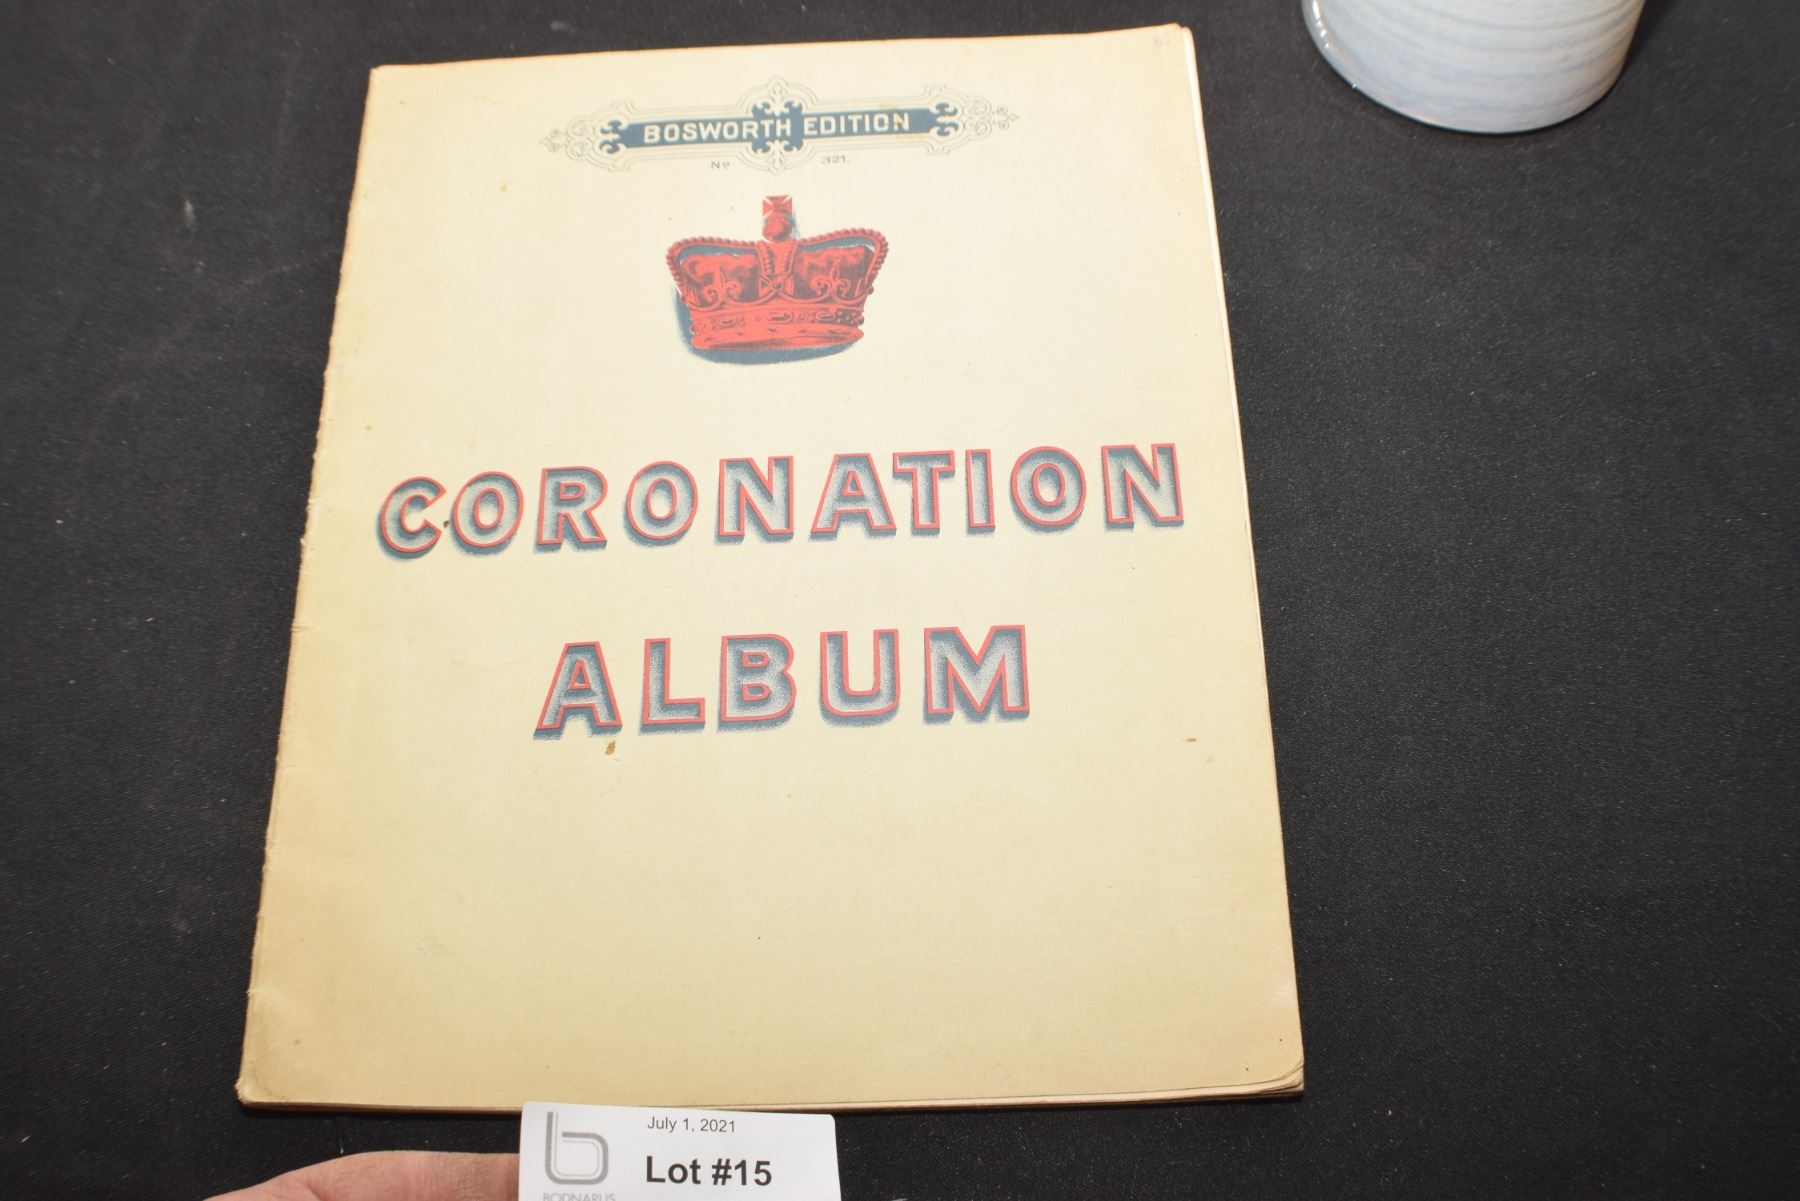 BOSWORTH EDITION
No 321.
CORONATION
ALBUM
July 1, 2021
Lot #15